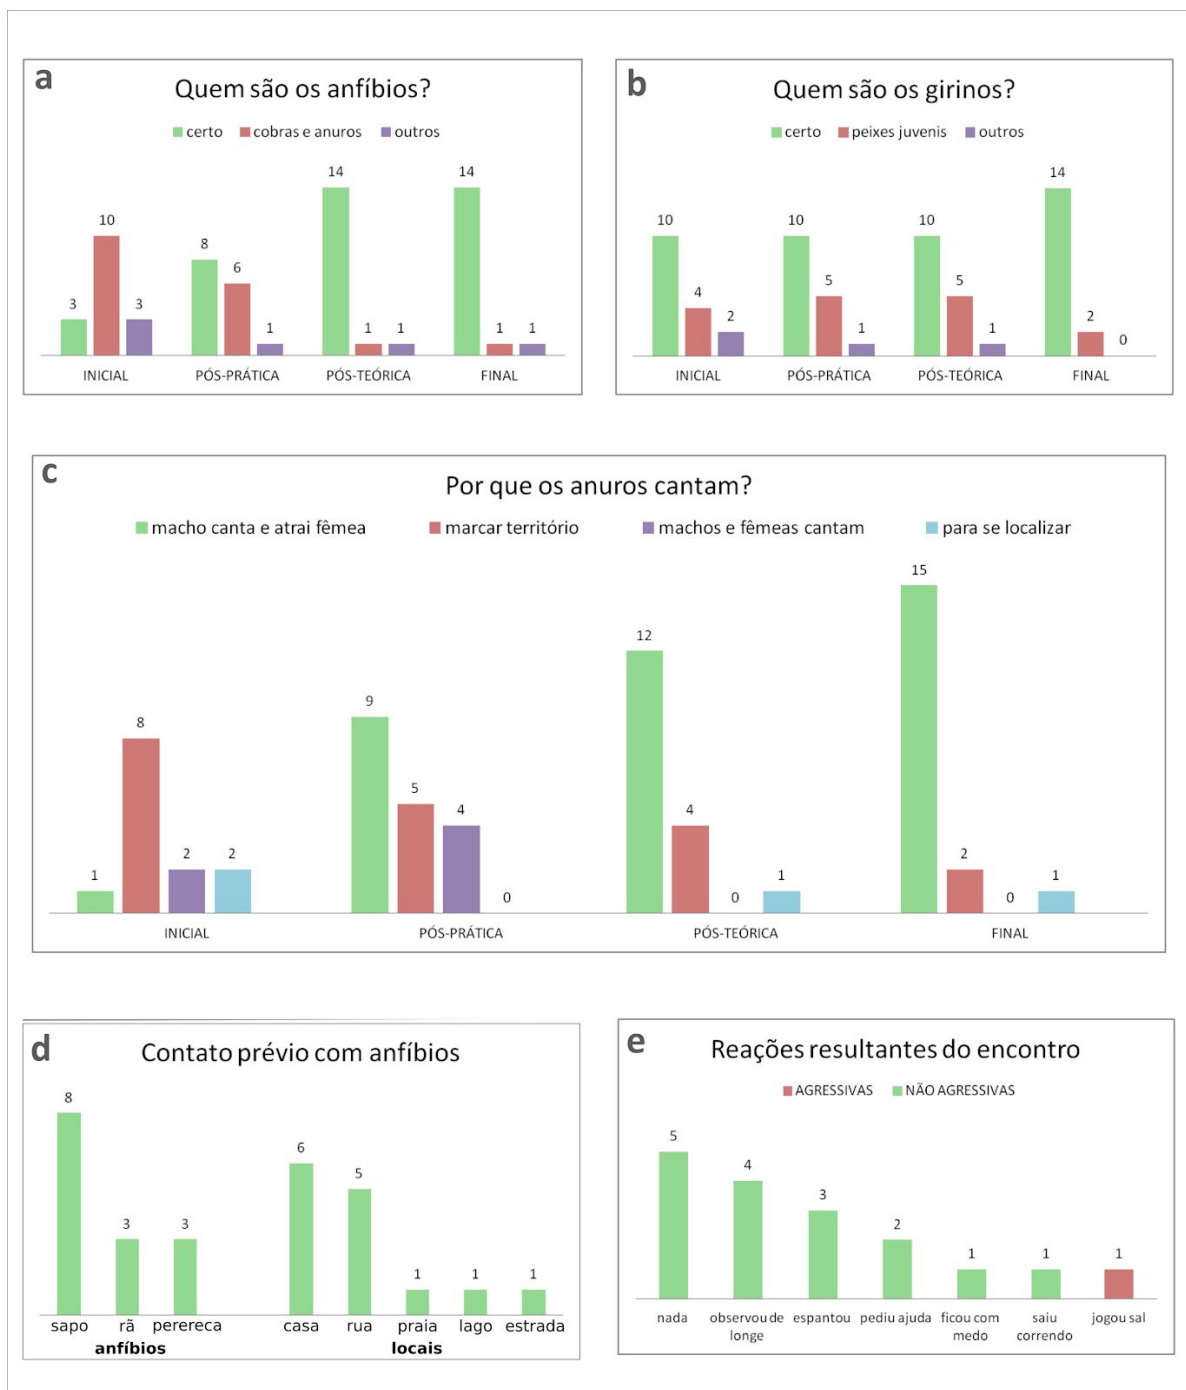 a
Quem são os anfíbios?
certo cobras e anuros outros
3 10 3 8 6 1 14 1 1 14 1 1
INICIAL PÓS-PRÁTICA PÓS-TEÓRICA FINAL
b
Quem são os girinos?
certo peixes juvenis outros
10 4 2 10 5 1 10 5 1 14 2 0
INICIAL PÓS-PRÁTICA PÓS-TEÓRICA FINAL
c
Por que os anuros cantam?
macho canta e atrai fêmea marcar território machos e fêmeas cantam para se localizar
1 8 2 2 9 5 4 0 12 4 0 1 15 2 0 1
INICIAL PÓS-PRÁTICA PÓS-TEÓRICA FINAL
d
Contato prévio com anfíbios
8 3 3 6 5 1 1 1
sapo rã perereca casa rua praia lago estrada
anfíbios locais
e
Reações resultantes do encontro
AGRESSIVAS NÃO AGRESSIVAS
5 4 3 2 1 1 1
nada observou de espantou pediu ajuda ficou com saiu jogou sal
longe medo correndo